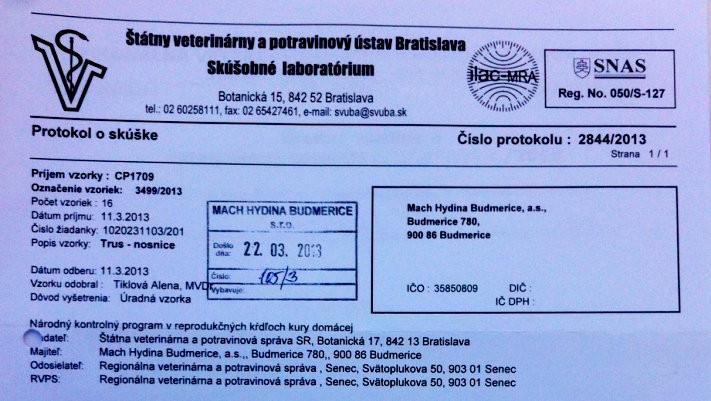 Štátny veterinárny a potravinový ústav Bratislava
Skúšobné laboratórium
Botanická 15, 842 52 Bratislava
tel.: 02 60258111, fax: 02 65427461, e-mail: svuba@svuba.sk
ilac-MRA
SNAS
Reg. No. 050/S-127
Protokol o skúške
Číslo protokolu : 2844/2013
Strana 1 / 1
Príjem vzorky : CP1709
Označenie vzoriek: 3499/2013
Počet vzoriek : 16
Dátum príjmu: 11.3.2013
Číslo žiadanky: 1020231103/201
Popis vzorky: Trus - nosnice
Dátum odberu: 11.3.2013
Vzorku odobral : Tiklová Alena, MVD
Dôvod vyšetrenia: Úradná vzorka
MACH HYDINA BUDMERICE
s.r.o.
Došlo dňa: 22. 03. 2013
Číslo: 165/3
Vybavuje:
Mach Hydina Budmerice, a.s.,
Budmerice 780,
900 86 Budmerice
IČO : 35850809 DIČ :
IČ DPH :
Národný kontrolný program v reprodukčných kŕdľoch kury domácej
adateľ: Štátna veterinárna a potravinová správa SR, Botanická 17, 842 13 Bratislava
Majiteľ: Mach Hydina Budmerice, a.s.,, Budmerice 780,, 900 86 Budmerice
Odosielateľ: Regionálna veterinárna a potravinová správa , Senec, Svätoplukova 50, 903 01 Senec
RVPS: Regionálna veterinárna a potravinová správa , Senec, Svätoplukova 50, 903 01 Senec